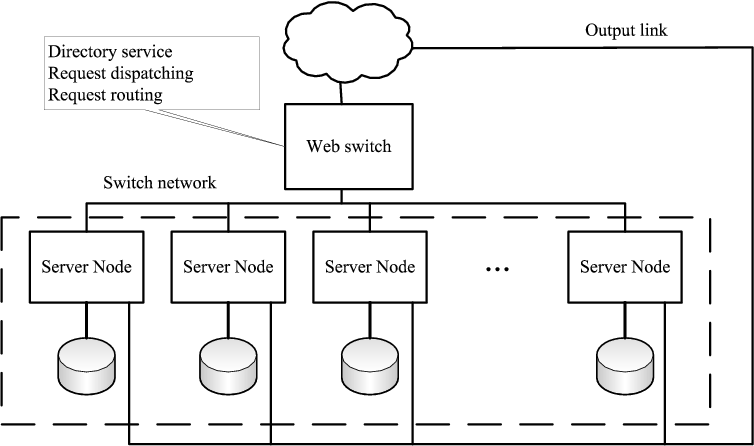 Output link
Directory service
Request dispatching
Request routing
Web switch
Switch network
Server Node
Server Node
Server Node
...
Server Node